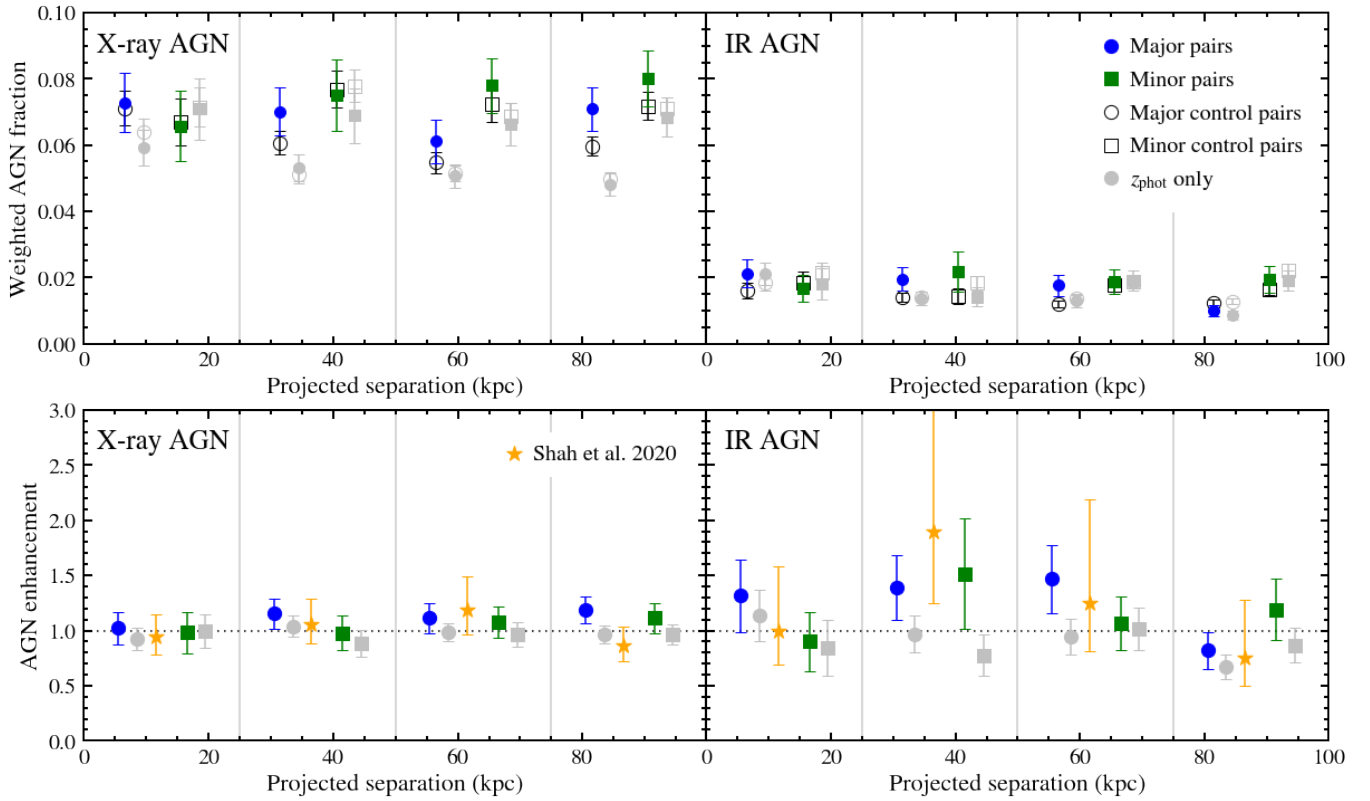 X-ray AGN
IR AGN
Major pairs
Minor pairs
Major control pairs
Minor control pairs
z_phot only
Weighted AGN fraction
0.10
0.08
0.06
0.04
0.02
0.00
0 20 40 60 80 0 20 40 60 80 100
Projected separation (kpc)
Projected separation (kpc)
X-ray AGN
Shah et al. 2020
IR AGN
AGN enhancement
3.0
2.5
2.0
1.5
1.0
0.5
0.0
0 20 40 60 80 0 20 40 60 80 100
Projected separation (kpc)
Projected separation (kpc)